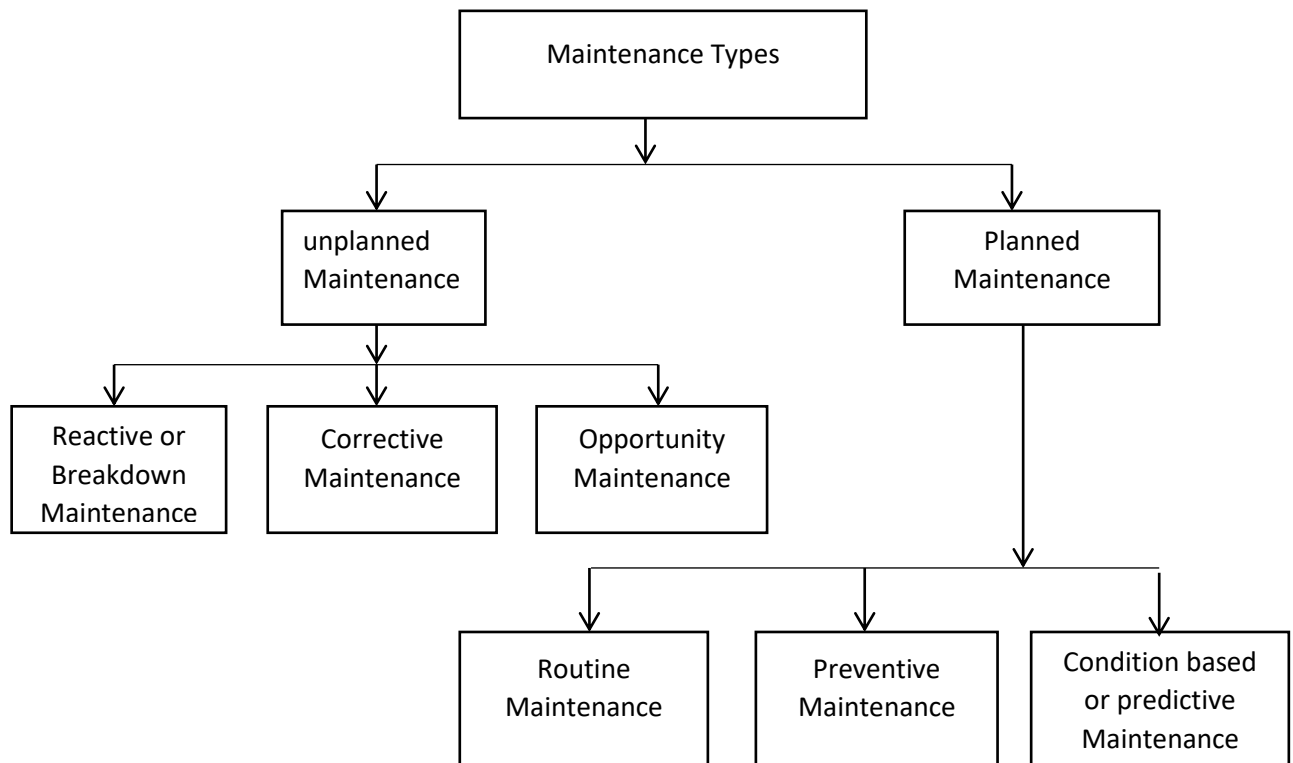 Maintenance Types
unplanned
Maintenance
Planned
Maintenance
Reactive or
Breakdown
Maintenance
Corrective
Maintenance
Opportunity
Maintenance
Routine
Maintenance
Preventive
Maintenance
Condition based
or predictive
Maintenance